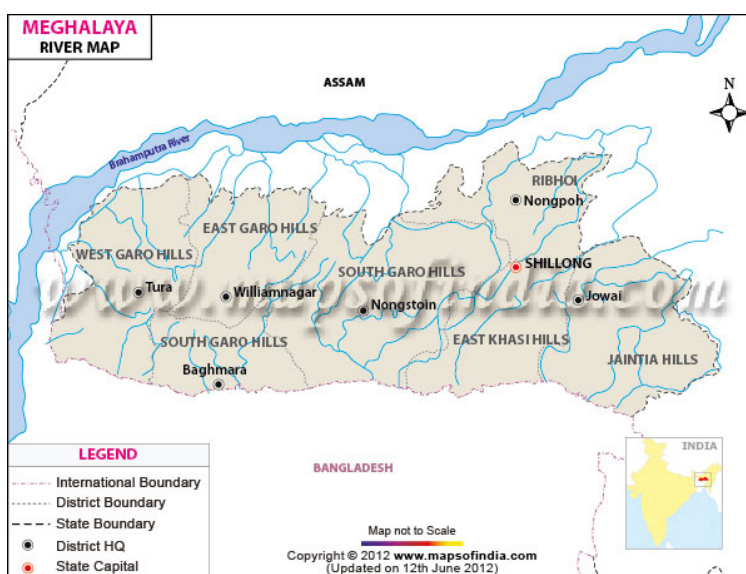 MEGHALAYA
RIVER MAP
ASSAM
N
Brahamputra River
RIBHOI
Nongpoh
EAST GARO HILLS
WEST GARO HILLS
SOUTH GARO HILLS
SHILLONG
Tura
Williamnagar
Nongstoin
Jowai
www.mapsofindia.com
SOUTH GARO HILLS
EAST KHASI HILLS
JAINTIA HILLS
Baghmara
LEGEND
International Boundary
District Boundary
State Boundary
District HQ
State Capital
BANGLADESH
INDIA
Map not to Scale
Copyright © 2012 www.mapsofindia.com
(Updated on 12th June 2012)